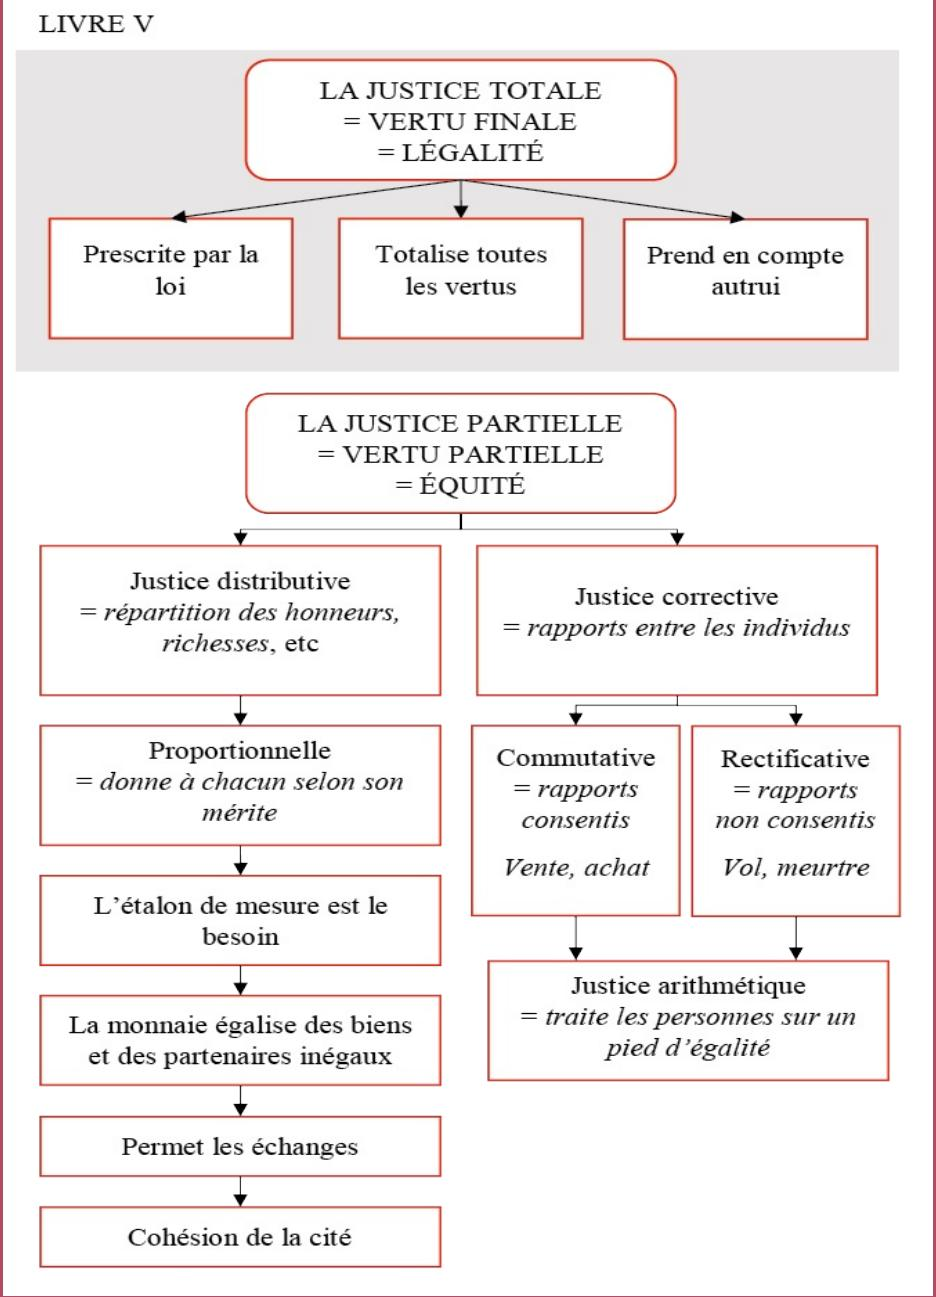 LIVRE V
LA JUSTICE TOTALE
= VERTU FINALE
= LÉGALITÉ
Prescrite par la
loi
Totalise toutes
les vertus
Prend en compte
autrui
LA JUSTICE PARTIELLE
= VERTU PARTIELLE
= ÉQUITÉ
Justice distributive
= répartition des honneurs,
richesses, etc
Justice corrective
= rapports entre les individus
Proportionnelle
= donne à chacun selon son
mérite
Commutative
= rapports
consentis
Vente, achat
Rectificative
= rapports
non consentis
Vol, meurtre
L’étalon de mesure est le
besoin
Justice arithmétique
= traite les personnes sur un
pied d’égalité
La monnaie égalise des biens
et des partenaires inégaux
Permet les échanges
Cohésion de la cité